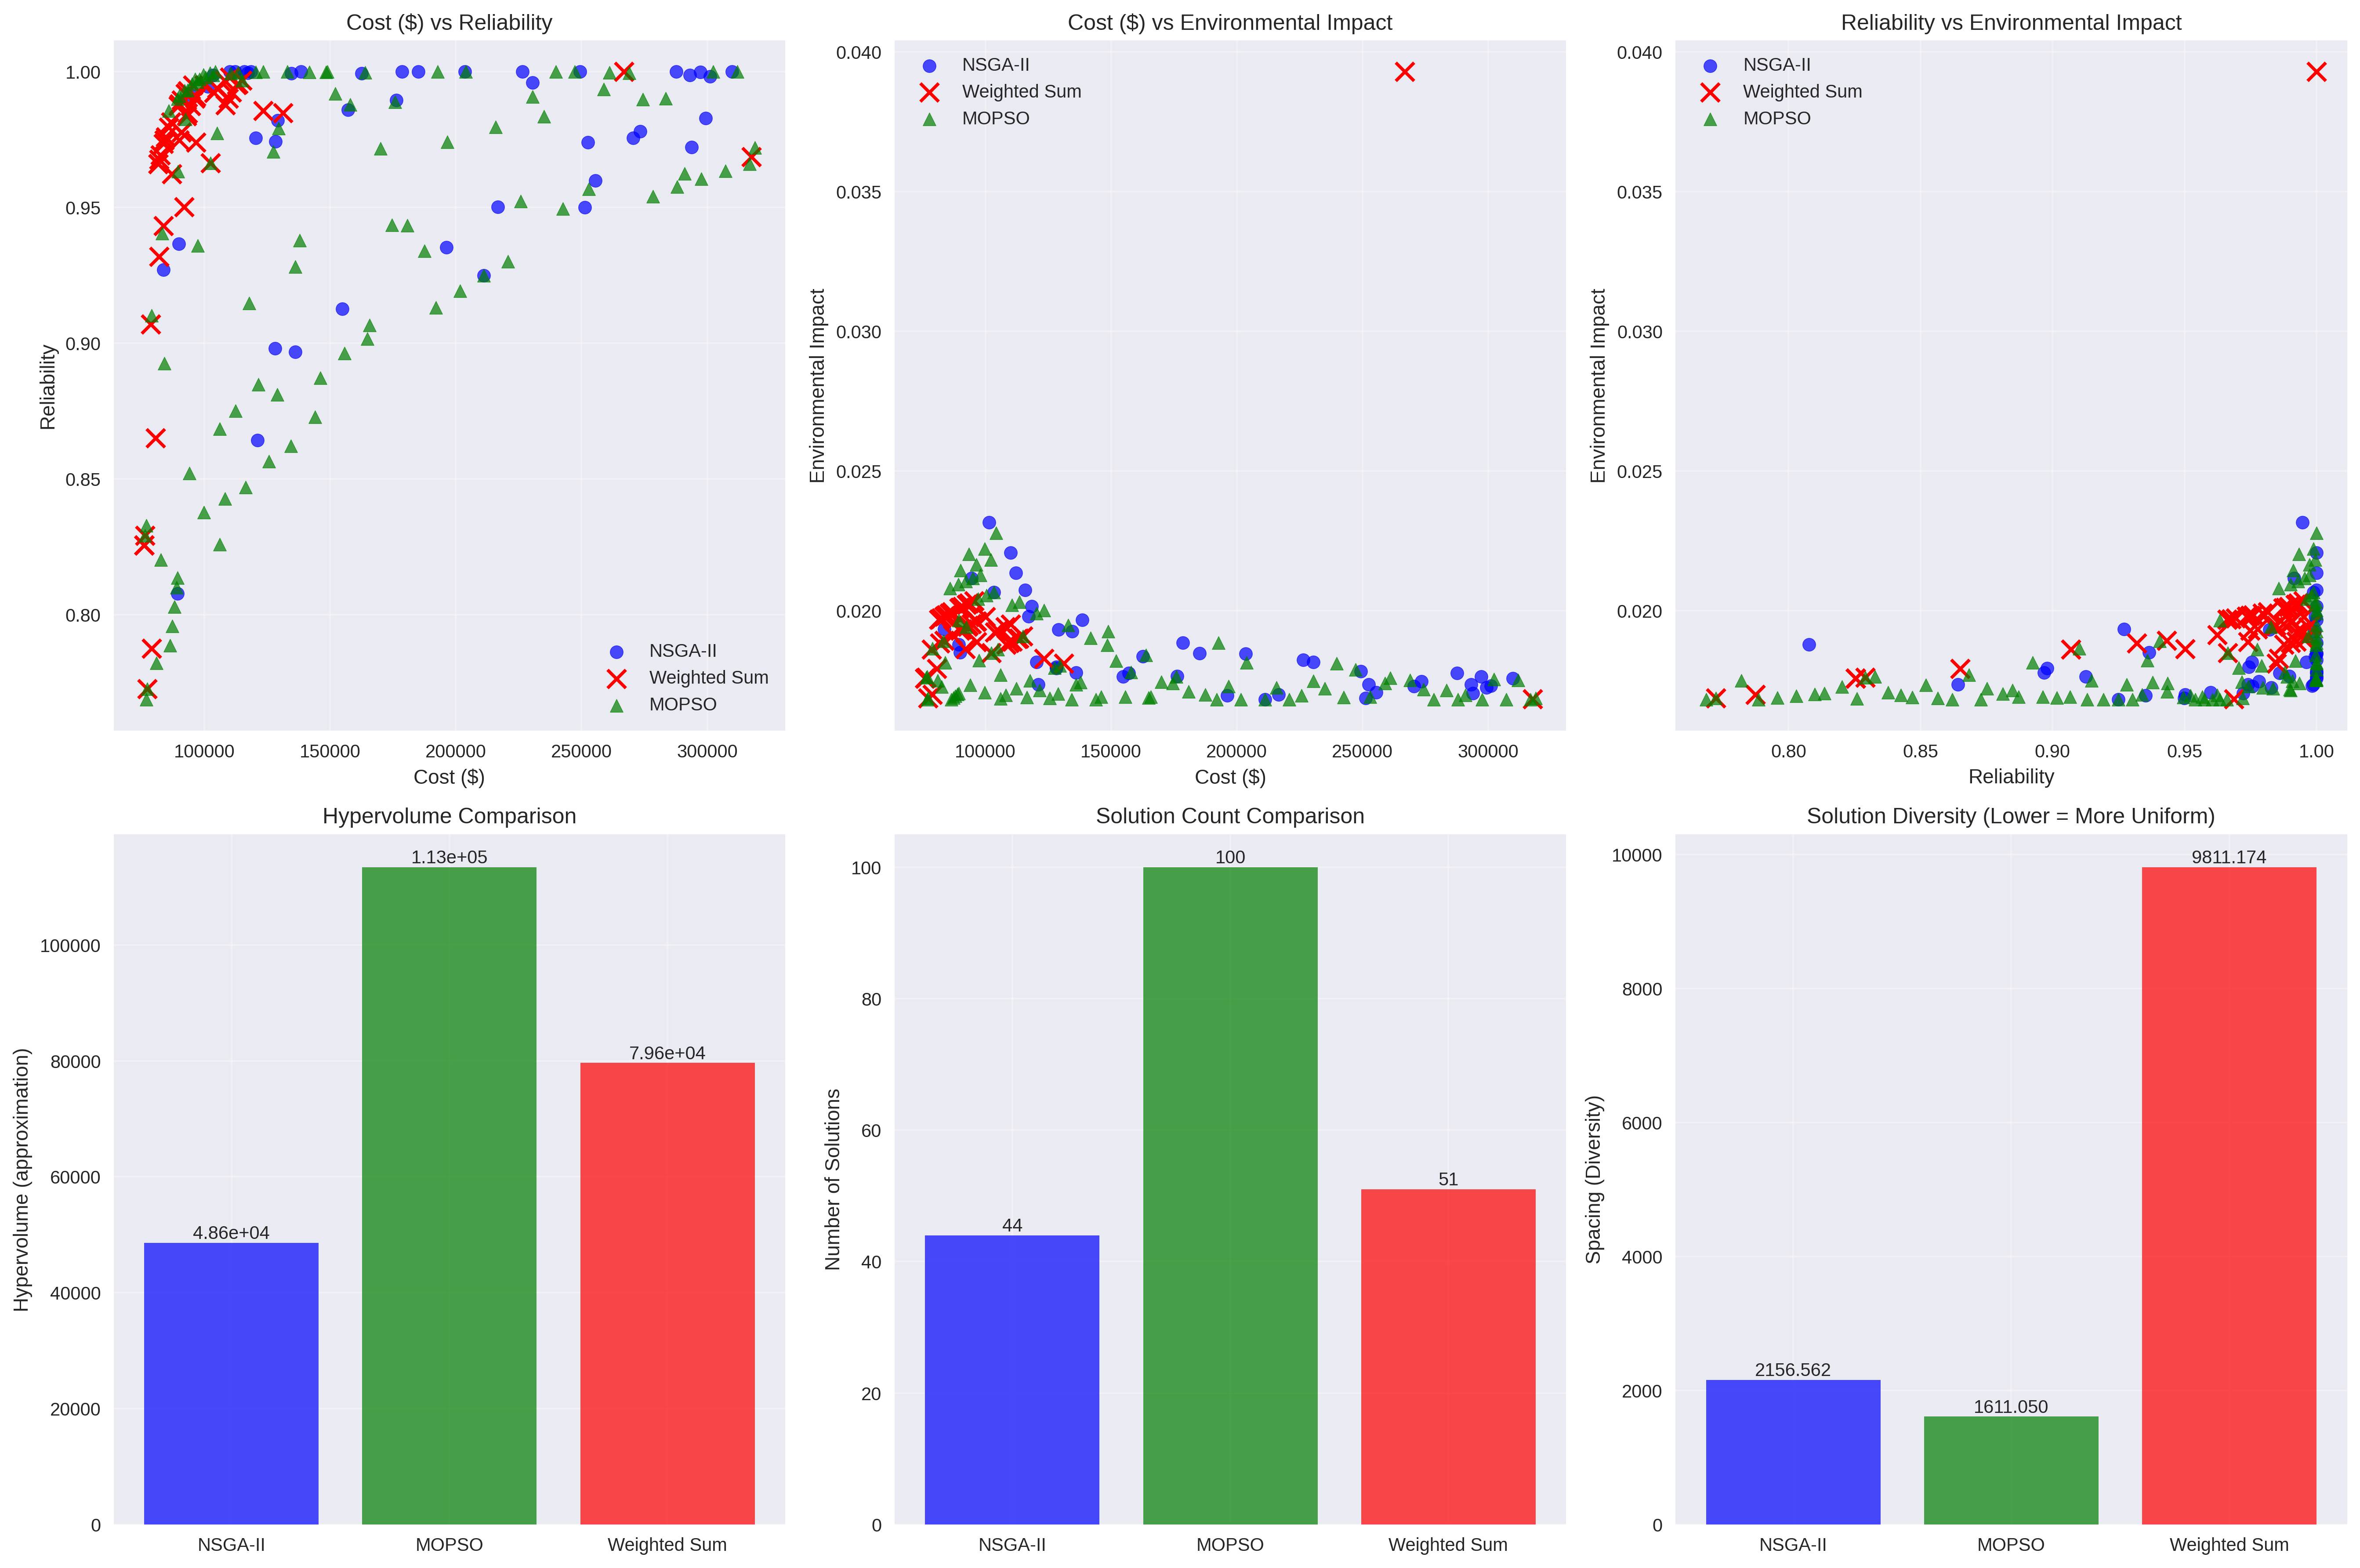 Cost ($) vs Reliability
Reliability
1.00
0.95
0.90
0.85
0.80
NSGA-II
Weighted Sum
MOPSO
100000
150000
200000
250000
300000
Cost ($)
Cost ($) vs Environmental Impact
Environmental Impact
0.040
0.035
0.030
0.025
0.020
NSGA-II
Weighted Sum
MOPSO
100000
150000
200000
250000
300000
Cost ($)
Reliability vs Environmental Impact
Environmental Impact
0.040
0.035
0.030
0.025
0.020
NSGA-II
Weighted Sum
MOPSO
0.80
0.85
0.90
0.95
1.00
Reliability
Hypervolume Comparison
Hypervolume (approximation)
100000
80000
60000
40000
20000
0
4.86e+04
1.13e+05
7.96e+04
NSGA-II
MOPSO
Weighted Sum
Solution Count Comparison
Number of Solutions
100
80
60
40
20
0
44
100
51
NSGA-II
MOPSO
Weighted Sum
Solution Diversity (Lower = More Uniform)
Spacing (Diversity)
10000
8000
6000
4000
2000
0
2156.562
1611.050
9811.174
NSGA-II
MOPSO
Weighted Sum